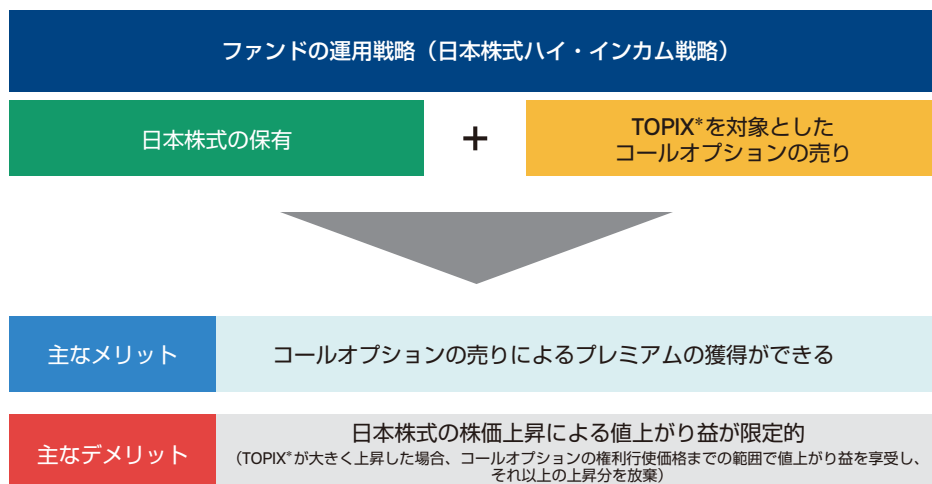 ファンドの運用戦略（日本株式ハイ・インカム戦略）
日本株式の保有
＋
TOPIX*を対象とした
コールオプションの売り
主なメリット
コールオプションの売りによるプレミアムの獲得ができる
主なデメリット
日本株式の株価上昇による値上がり益が限定的
（TOPIX*が大きく上昇した場合、コールオプションの権利行使価格までの範囲で値上がり益を享受し、
それ以上の上昇分を放棄）